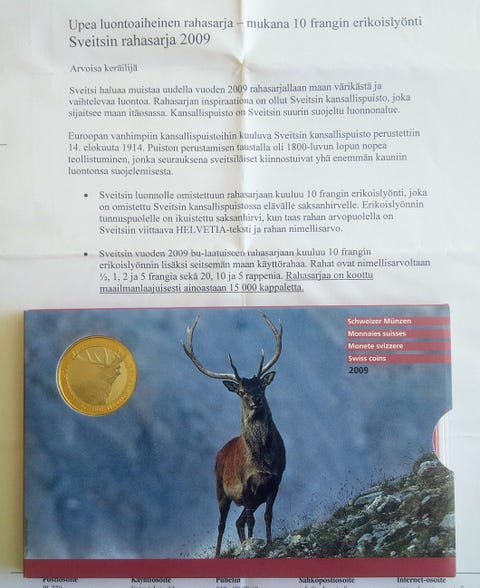 Upea luontoaiheinen rahasarja – mukana 10 frangin erikoislyönti
Sveitsin rahasarja 2009
Arvoisa keräilijä
Sveitsi haluaa muistaa uudella vuoden 2009 rahasarjallaan maan värikästä ja
vaihtelevaa luontoa. Rahasarjan inspiraationa on ollut Sveitsin kansallispuisto, joka
sijaitsee maan itäosassa. Kansallispuisto on Sveitsin suurin suojeltu luonnonalue.
Euroopan vanhimpiin kansallispuistoihin kuuluva Sveitsin kansallispuisto perustettiin
14. elokuuta 1914. Puiston perustamisen taustalla oli 1800-luvun lopun nopea
teollistuminen, jonka seurauksena sveitsiläiset kiinnostuivat yhä enemmän kauniin
luontonsa suojelemisesta.
• Sveitsin luonnolle omistettuun rahasarjaan kuuluu 10 frangin erikoislyönti, joka
on omistettu Sveitsin kansallispuistossa elävälle saksanhirvelle. Erikoislyönnin
tunnuspuolelle on ikuistettu saksanhirvi, kun taas rahan arvopuolella on
Sveitsiin viittaava HELVETIA-teksti ja rahan nimellisarvo.
• Sveitsin vuoden 2009 bu-laatuiseen rahasarjaan kuuluu 10 frangin
erikoislyönnin lisäksi seitsemän maan käyttörahaa. Rahat ovat nimellisarvoltaan
½, 1, 2 ja 5 frangia sekä 20, 10 ja 5 rappenia. Rahasarjaa on koottu
maailmanlaajuisesti ainoastaan 15 000 kappaletta.
Schweizer Münzen
Monnaies suisses
Monete svizzere
Swiss coins
2009
Postiosoite Käyntiosoite Puhelin Sähköpostiosoite Internet-osoite